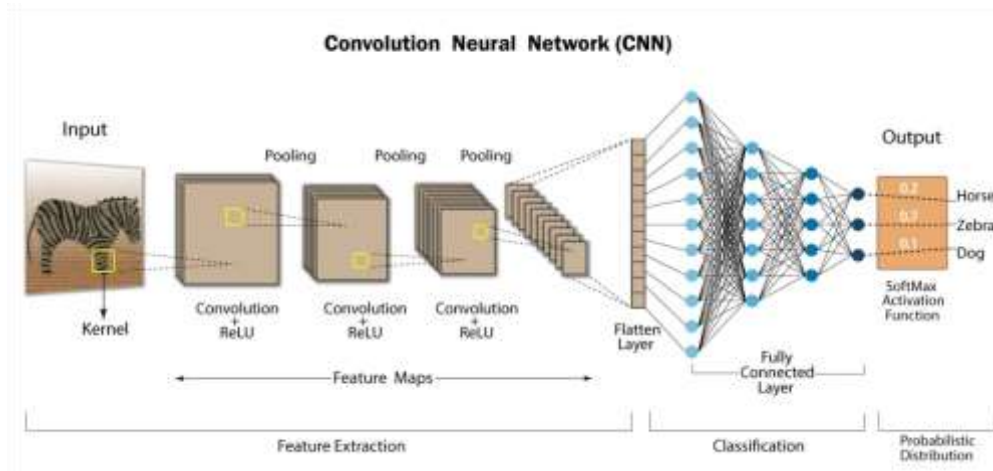 Convolution Neural Network (CNN)
Input
Output
Pooling
Pooling
Pooling
0.2
Horse
Zebra
0.1
Dog
Kernel
Convolution
+
ReLU
Convolution
+
ReLU
Convolution
+
ReLU
Flatten
Layer
SoftMax
Activation
Function
Feature Maps
Fully
Connected
Layer
Feature Extraction
Classification
Probabilistic
Distribution